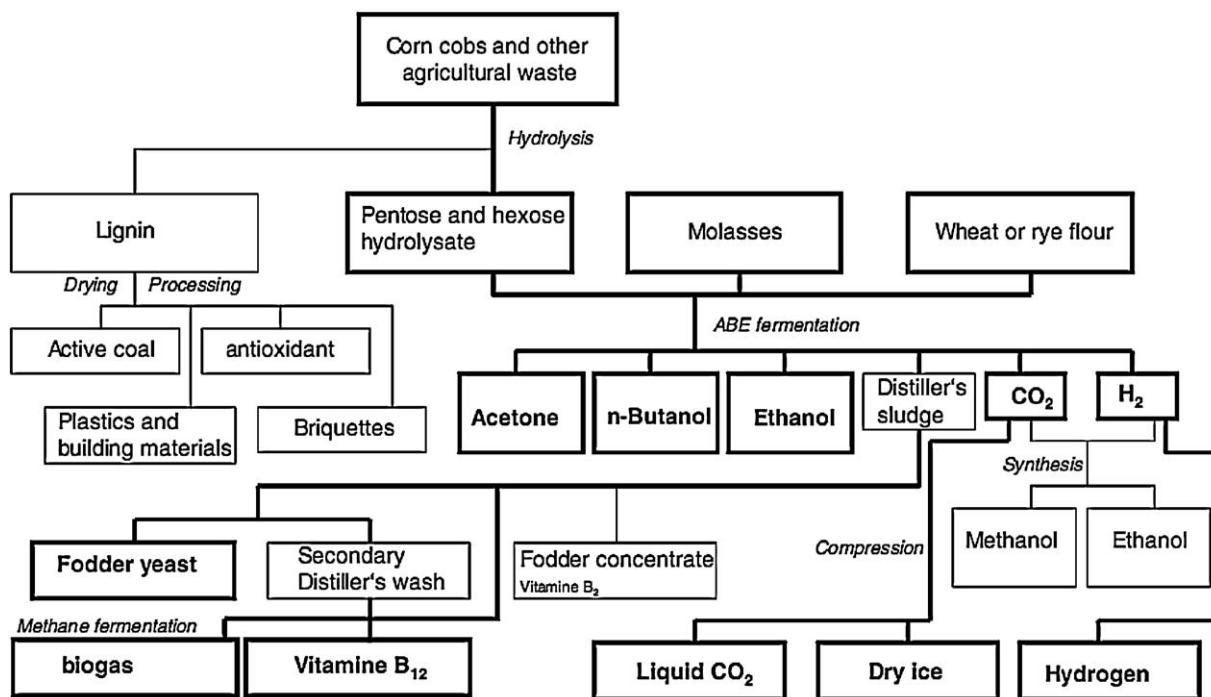 Corn cobs and other
agricultural waste
Hydrolysis
Lignin
Pentose and hexose
hydrolysate
Molasses
Wheat or rye flour
Drying Processing
ABE fermentation
Active coal
antioxidant
Plastics and
building materials
Briquettes
Acetone
n-Butanol
Ethanol
Distiller's
sludge
CO₂
H₂
Synthesis
Methanol
Ethanol
Compression
Fodder yeast
Secondary
Distiller's wash
Fodder concentrate
Vitamine B₂
Methane fermentation
biogas
Vitamine B₁₂
Liquid CO₂
Dry ice
Hydrogen